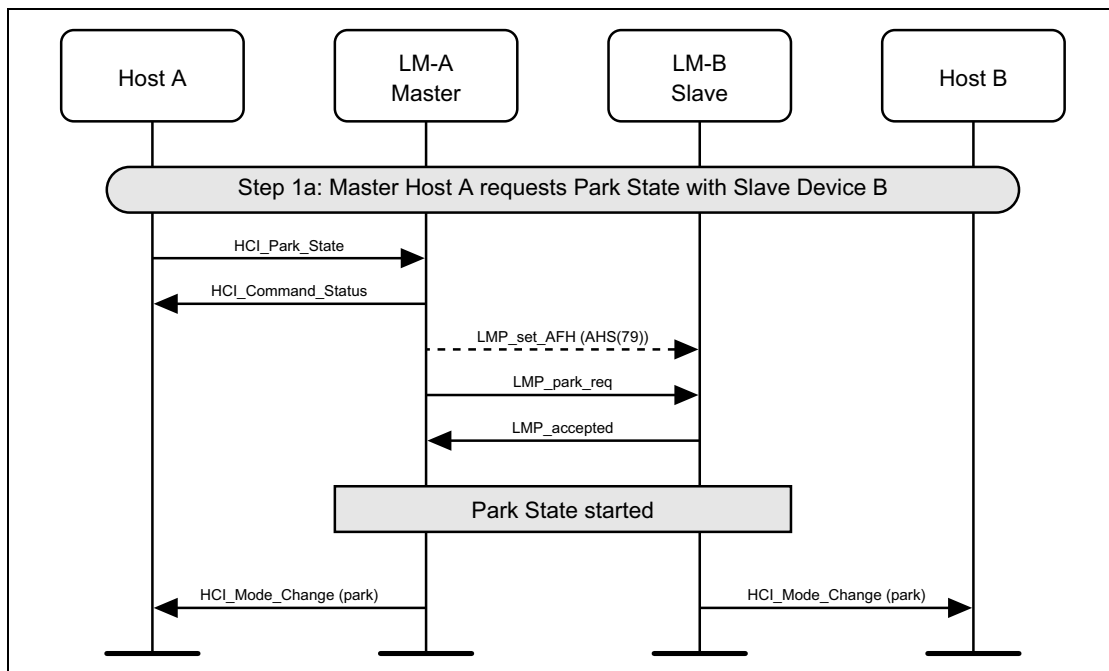 Host A
LM-A
Master
LM-B
Slave
Host B
Step 1a: Master Host A requests Park State with Slave Device B
HCI_Park_State
HCI_Command_Status
LMP_set_AFH (AHS(79))
LMP_park_req
LMP_accepted
Park State started
HCI_Mode_Change (park)
HCI_Mode_Change (park)